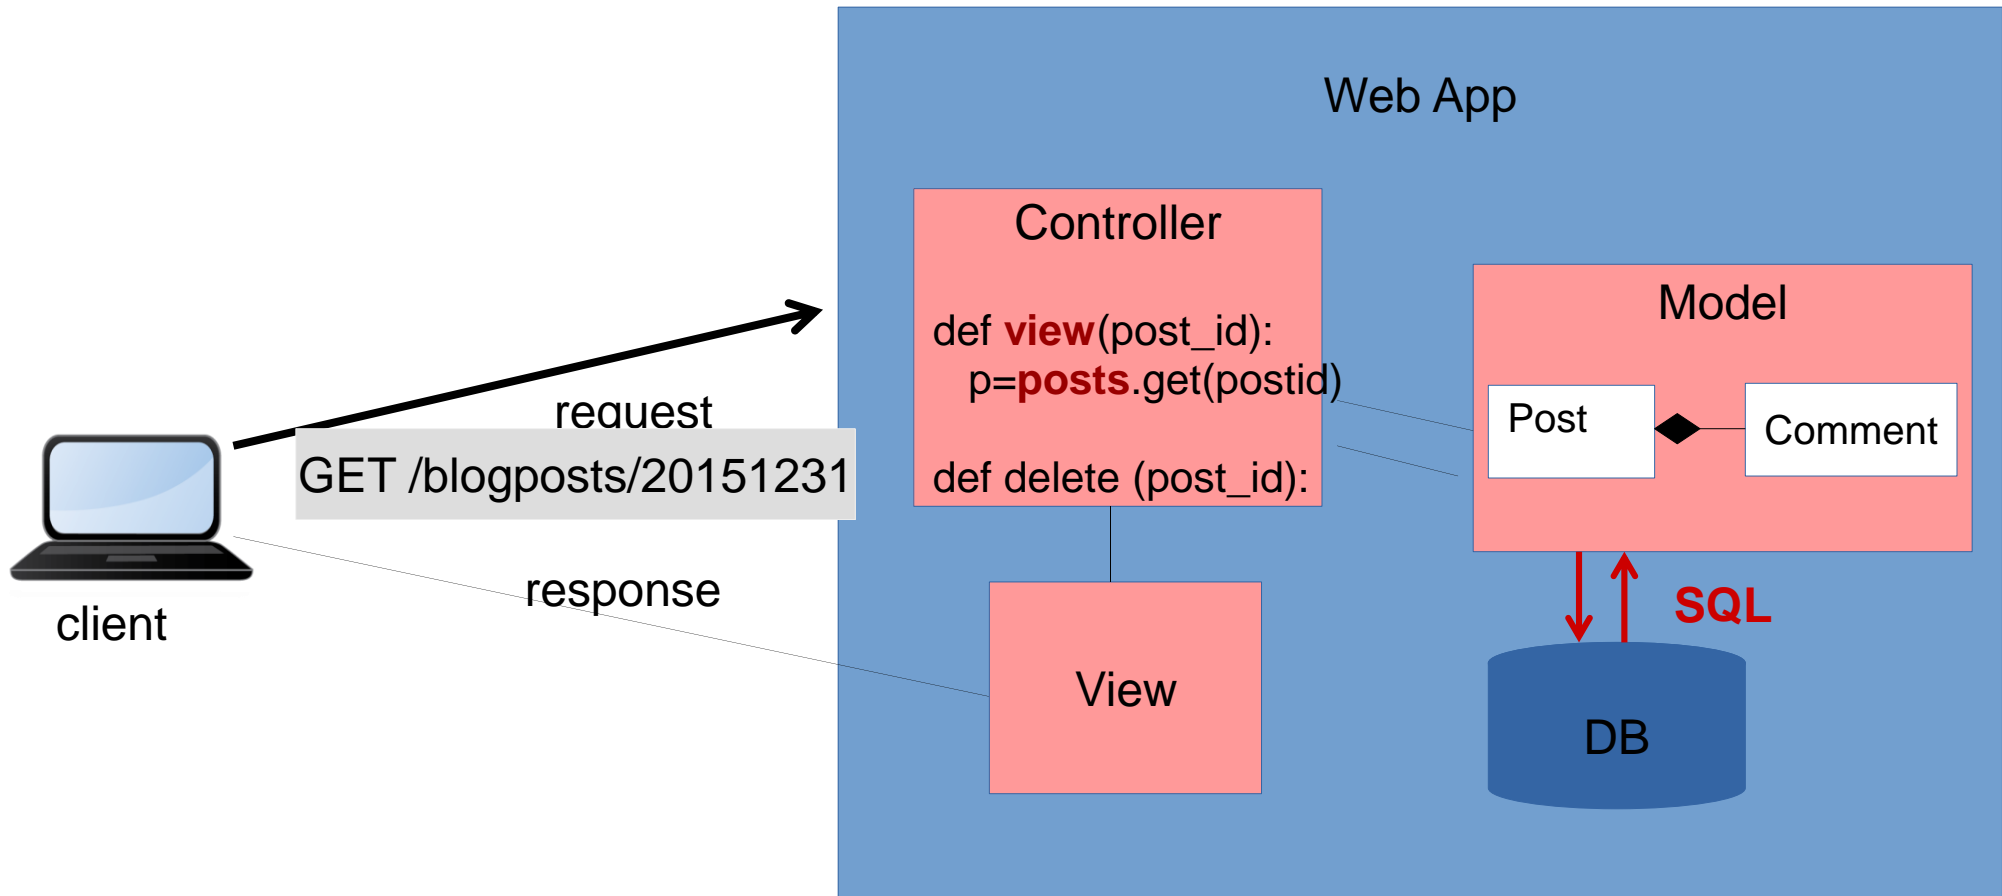 Web App
Controller
def view(post_id):
p=posts.get(postid)
def delete (post_id):
Model
Post
Comment
request
GET /blogposts/20151231
response
client
View
SQL
DB